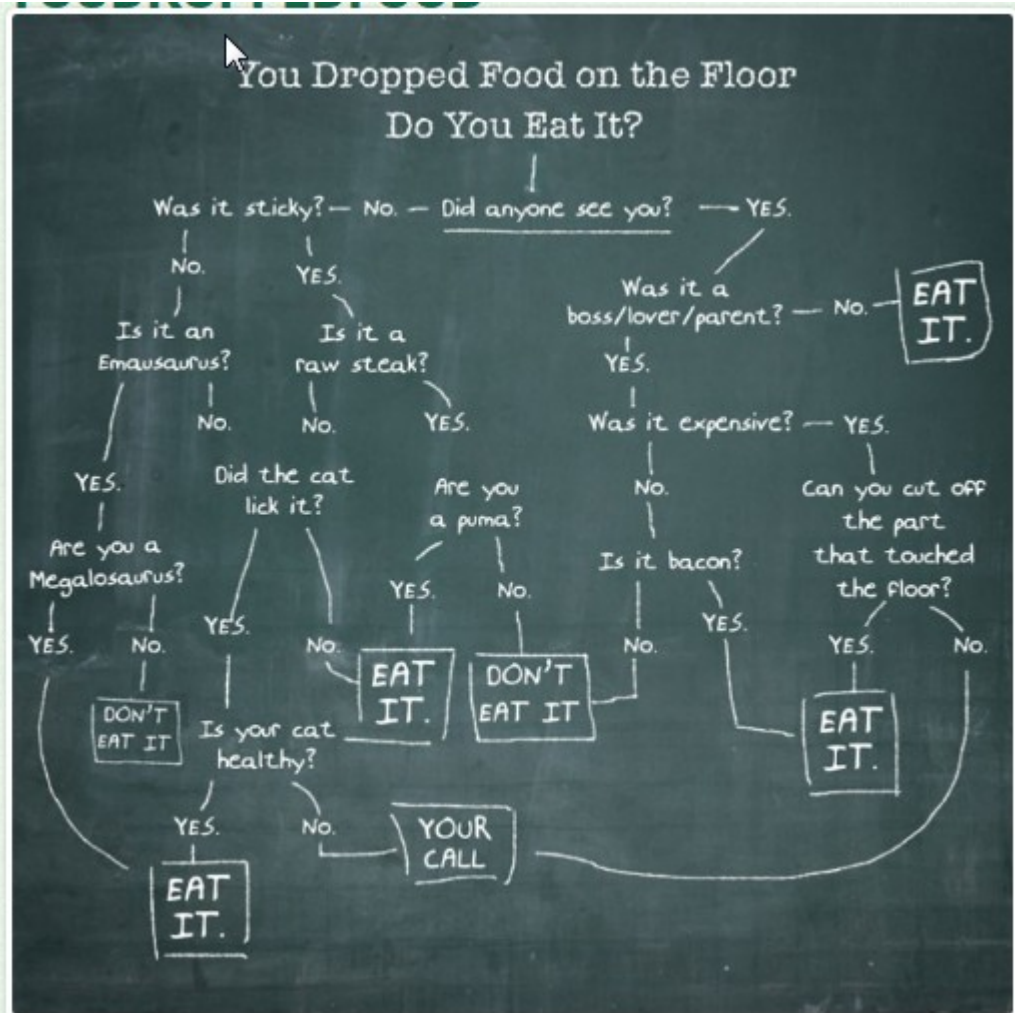 You Dropped Food on the Floor
Do You Eat It?
Was it sticky? — No. — Did anyone see you? — YES.
No.
YES.
Was it a
boss/lover/parent? — No.
EAT
IT.
Is it an
Emausaurus?
Is it a
raw steak?
YES.
No.
No.
YES.
Was it expensive? — YES.
YES.
Did the cat
lick it?
Are you
a puma?
No.
Can you cut off
the part
that touched
the floor?
Are you a
Megalosaurus?
Is it bacon?
YES.
No.
YES.
No.
YES.
No.
No.
YES.
YES.
No.
DON'T
EAT IT
EAT
IT.
DON'T
EAT IT
EAT
IT.
Is your cat
healthy?
YES.
No.
YOUR
CALL
EAT
IT.